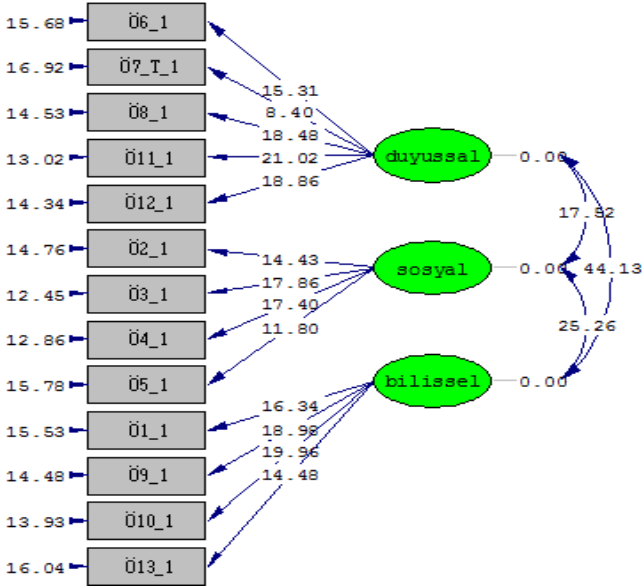 15.68 Ö6_1
16.92 Ö7_T_1
14.53 Ö8_1
13.02 Ö11_1
14.34 Ö12_1
14.76 Ö2_1
12.45 Ö3_1
12.86 Ö4_1
15.78 Ö5_1
15.53 Ö1_1
14.48 Ö9_1
13.93 Ö10_1
16.04 Ö13_1
15.31
8.40
18.48
21.02
18.86
14.43
17.86
17.40
11.80
16.34
18.98
19.96
14.48
duyussal 0.00
sosyal 0.00
bilissel 0.00
44.13
25.26